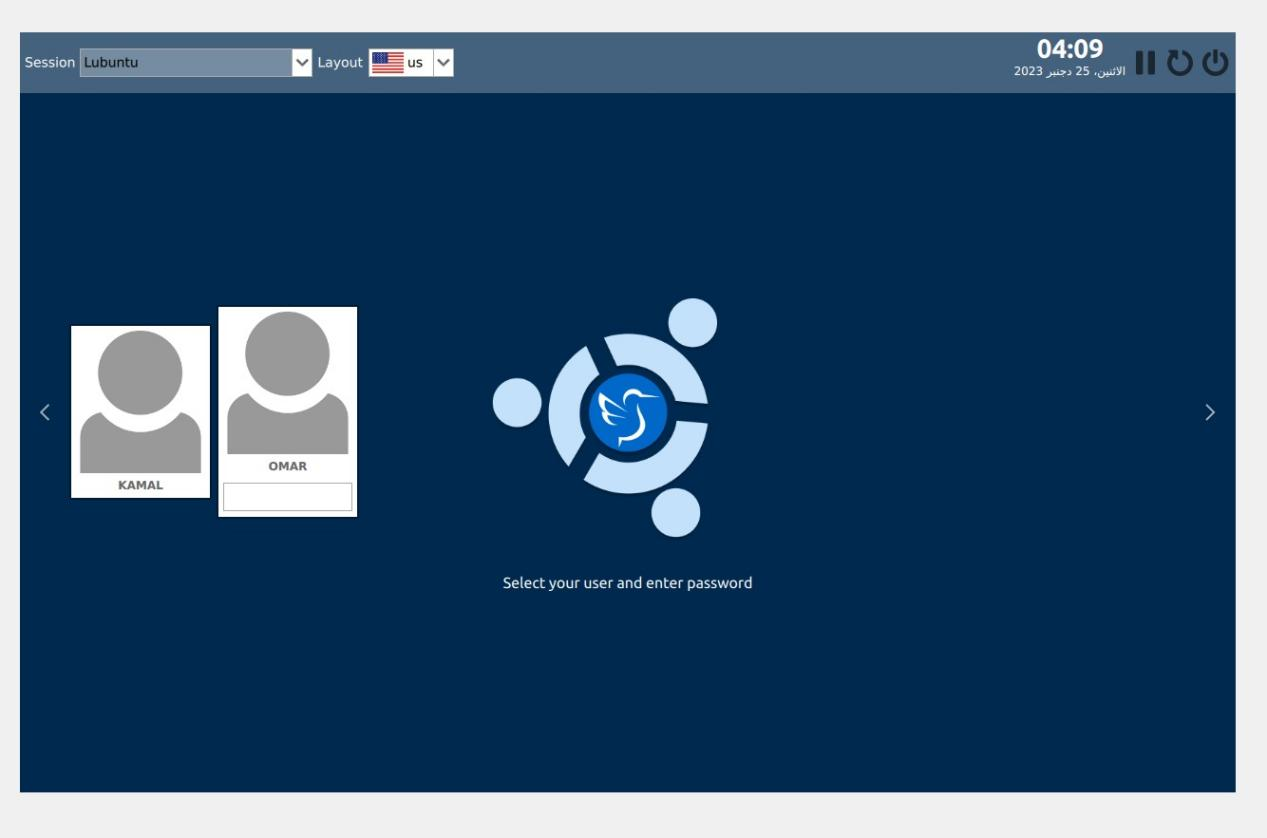 Session Lubuntu Layout us
04:09
الاثنين، 25 دجنبر 2023
KAMAL
OMAR
Select your user and enter password